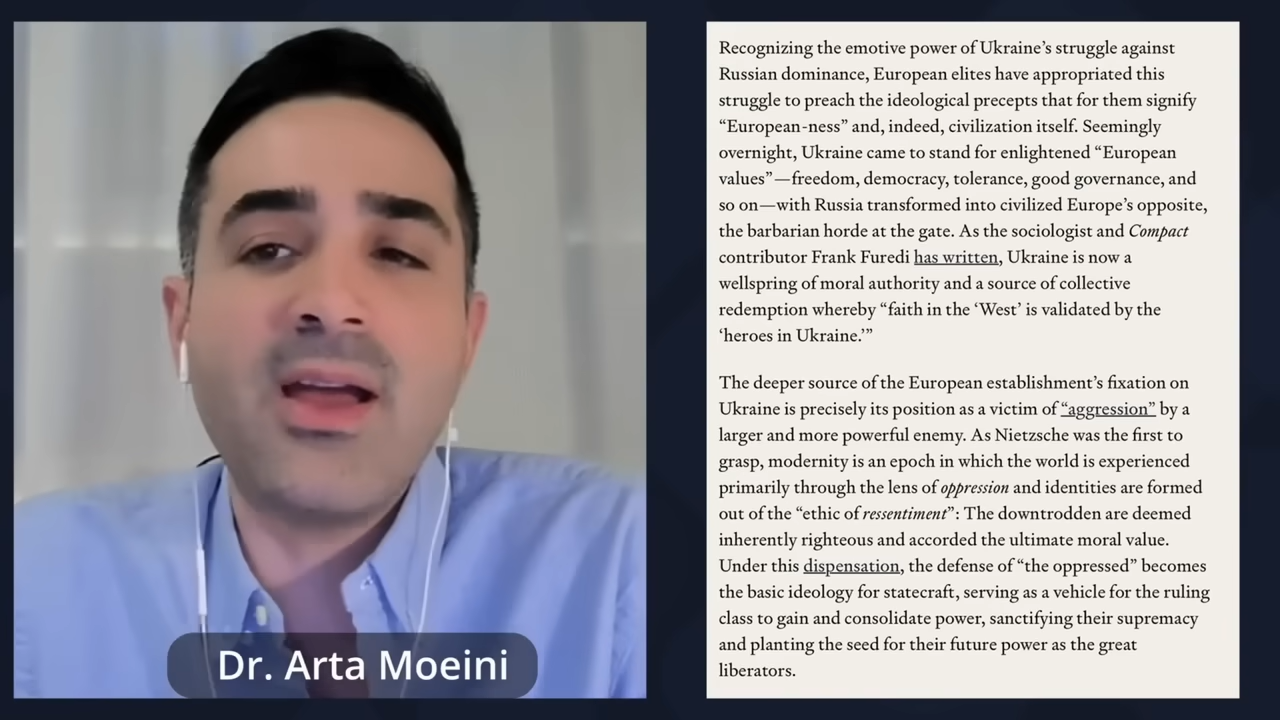 Recognizing the emotive power of Ukraine’s struggle against
Russian dominance, European elites have appropriated this
struggle to preach the ideological precepts that for them signify
“European-ness” and, indeed, civilization itself. Seemingly
overnight, Ukraine came to stand for enlightened “European
values”—freedom, democracy, tolerance, good governance, and
so on—with Russia transformed into civilized Europe’s opposite,
the barbarian horde at the gate. As the sociologist and Compact
contributor Frank Furedi has written, Ukraine is now a
wellspring of moral authority and a source of collective
redemption whereby “faith in the ‘West’ is validated by the
‘heroes in Ukraine.’”
The deeper source of the European establishment’s fixation on
Ukraine is precisely its position as a victim of “aggression” by a
larger and more powerful enemy. As Nietzsche was the first to
grasp, modernity is an epoch in which the world is experienced
primarily through the lens of oppression and identities are formed
out of the “ethic of ressentiment”: The downtrodden are deemed
inherently righteous and accorded the ultimate moral value.
Under this dispensation, the defense of “the oppressed” becomes
the basic ideology for statecraft, serving as a vehicle for the ruling
class to gain and consolidate power, sanctifying their supremacy
and planting the seed for their future power as the great
liberators.
Dr. Arta Moeini